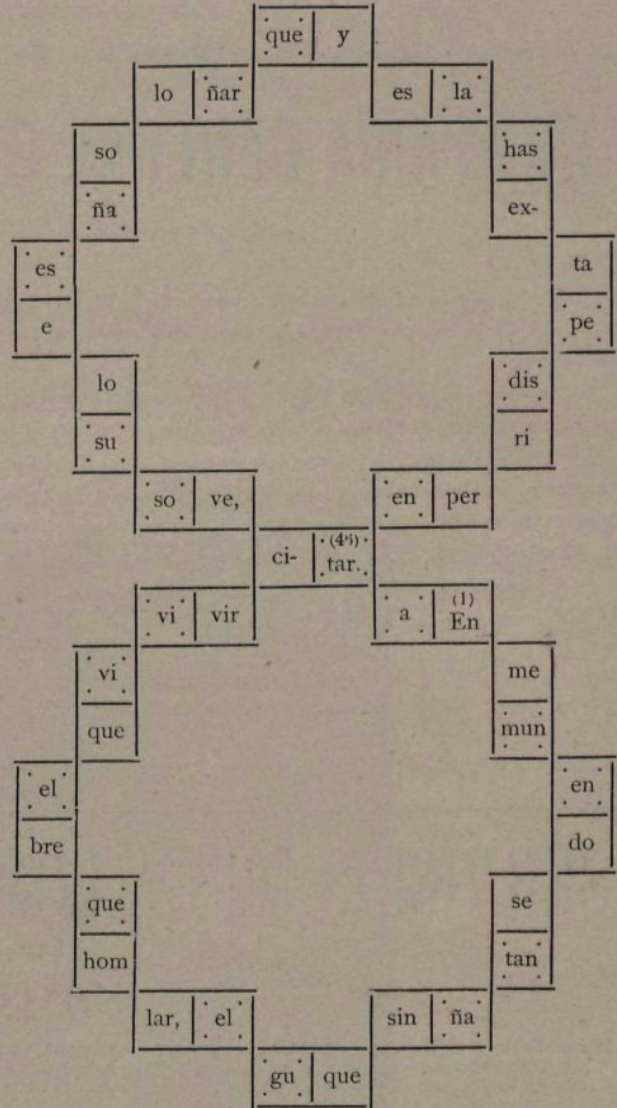 que y
lo ñar es la
so has
ña ex-
es ta
e pe
lo dis
su ri
so ve, en per
ci- (43) tar.
vi vir a (1) En
vi me
que mun
el en
bre do
que se
hom tan
lar, el sin ña
gu que